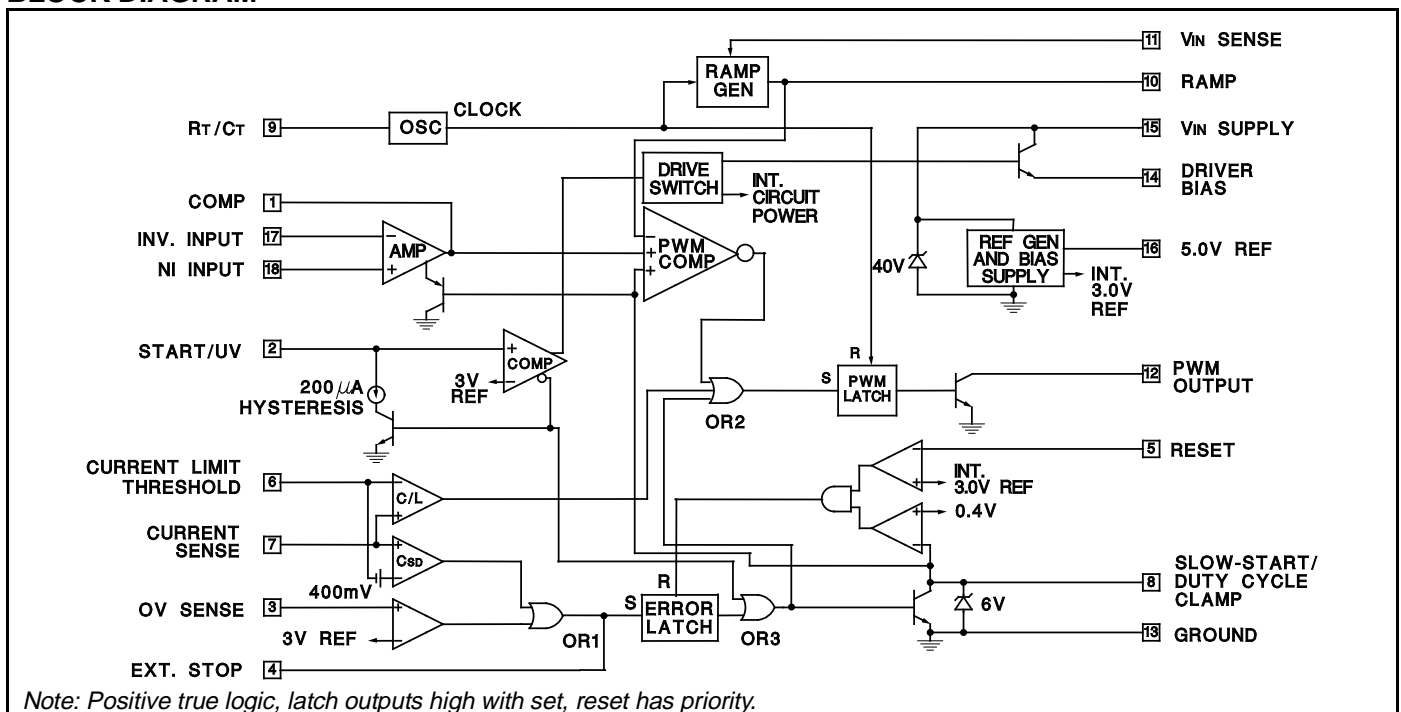 BLOCK DIAGRAM
11 VIN SENSE
RAMP
GEN
10 RAMP
RT/CT 9
OSC
CLOCK
15 VIN SUPPLY
DRIVE
SWITCH
INT.
CIRCUIT
POWER
14 DRIVER
BIAS
COMP 1
INV. INPUT 17
NI INPUT 18
−
AMP
+
−
+ PWM
COMP
+
40V
REF GEN
AND BIAS
SUPPLY
16 5.0V REF
INT.
3.0V
REF
START/UV 2
+
COMP
−
3V
REF
200 μA
HYSTERESIS
OR2
R
S PWM
LATCH
12 PWM
OUTPUT
5 RESET
−
+
INT.
3.0V REF
+ 0.4V
−
CURRENT LIMIT
THRESHOLD 6
−
C/L
+
CURRENT
SENSE 7
+
CSD
−
400mV
OV SENSE 3
+
−
3V REF
OR1
EXT. STOP 4
R
S ERROR
LATCH
OR3
6V
8 SLOW-START/
DUTY CYCLE
CLAMP
13 GROUND
Note: Positive true logic, latch outputs high with set, reset has priority.